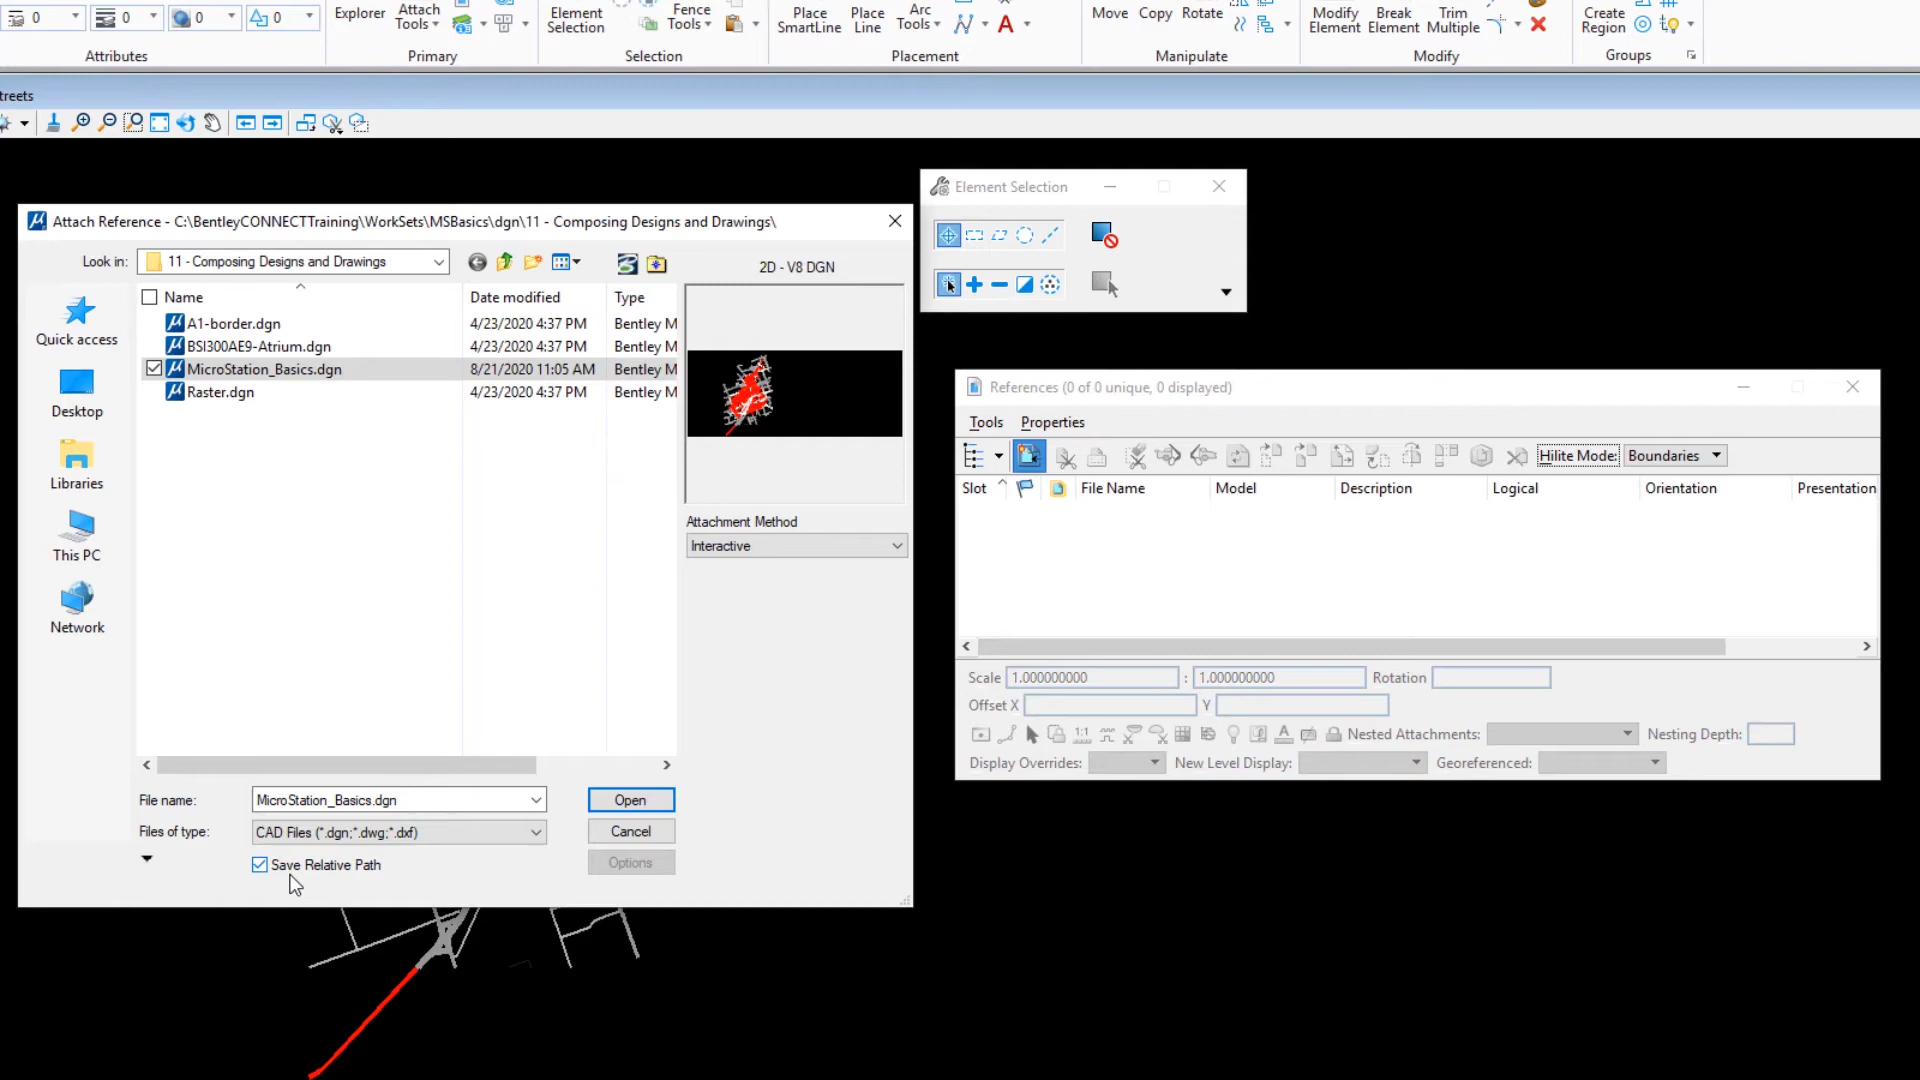 0 0 0 0
Attributes
Explorer
Attach Tools
Primary
Element Selection
Fence Tools
Selection
Place SmartLine
Place Line
Arc Tools
Placement
Move Copy Rotate
Manipulate
Modify Element
Break Element
Trim Multiple
Modify
Create Region
Groups
treets
Element Selection
Attach Reference - C:\BentleyCONNECTTraining\WorkSets\MSBasics\dgn\11 - Composing Designs and Drawings\
Look in: 11 - Composing Designs and Drawings
2D - V8 DGN
Name Date modified Type
A1-border.dgn 4/23/2020 4:37 PM Bentley M
BSI300AE9-Atrium.dgn 4/23/2020 4:37 PM Bentley M
MicroStation_Basics.dgn 8/21/2020 11:05 AM Bentley M
Raster.dgn 4/23/2020 4:37 PM Bentley M
Quick access
Desktop
Libraries
This PC
Network
Attachment Method
Interactive
File name: MicroStation_Basics.dgn Open
Files of type: CAD Files (*.dgn;*.dwg;*.dxf) Cancel
Save Relative Path Options
References (0 of 0 unique, 0 displayed)
Tools Properties
Hilite Mode: Boundaries
Slot File Name Model Description Logical Orientation Presentation
Scale 1.000000000 : 1.000000000 Rotation
Offset X Y
1:1 A Nested Attachments: Nesting Depth:
Display Overrides: New Level Display: Georeferenced: